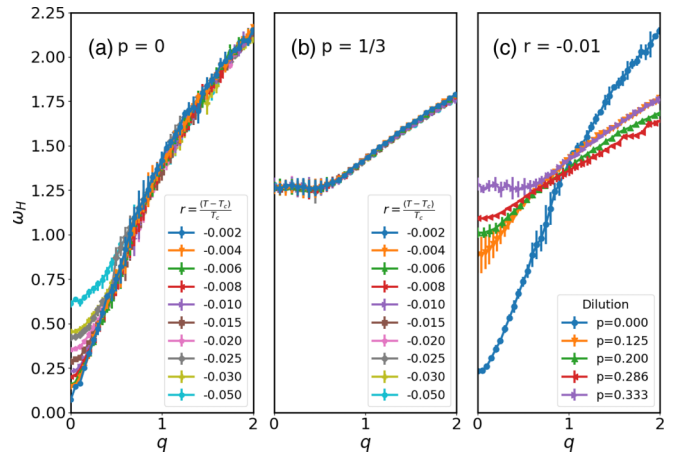 (a) p = 0
(b) p = 1/3
(c) r = -0.01
2.25
2.00
1.75
1.50
1.25
1.00
0.75
0.50
0.25
0.00
ω_H
r = (T − T_c) / T_c
-0.002
-0.004
-0.006
-0.008
-0.010
-0.015
-0.020
-0.025
-0.030
-0.050
r = (T − T_c) / T_c
-0.002
-0.004
-0.006
-0.008
-0.010
-0.015
-0.020
-0.025
-0.030
-0.050
Dilution
p=0.000
p=0.125
p=0.200
p=0.286
p=0.333
0 1 2
0 1 2
0 1 2
q
q
q